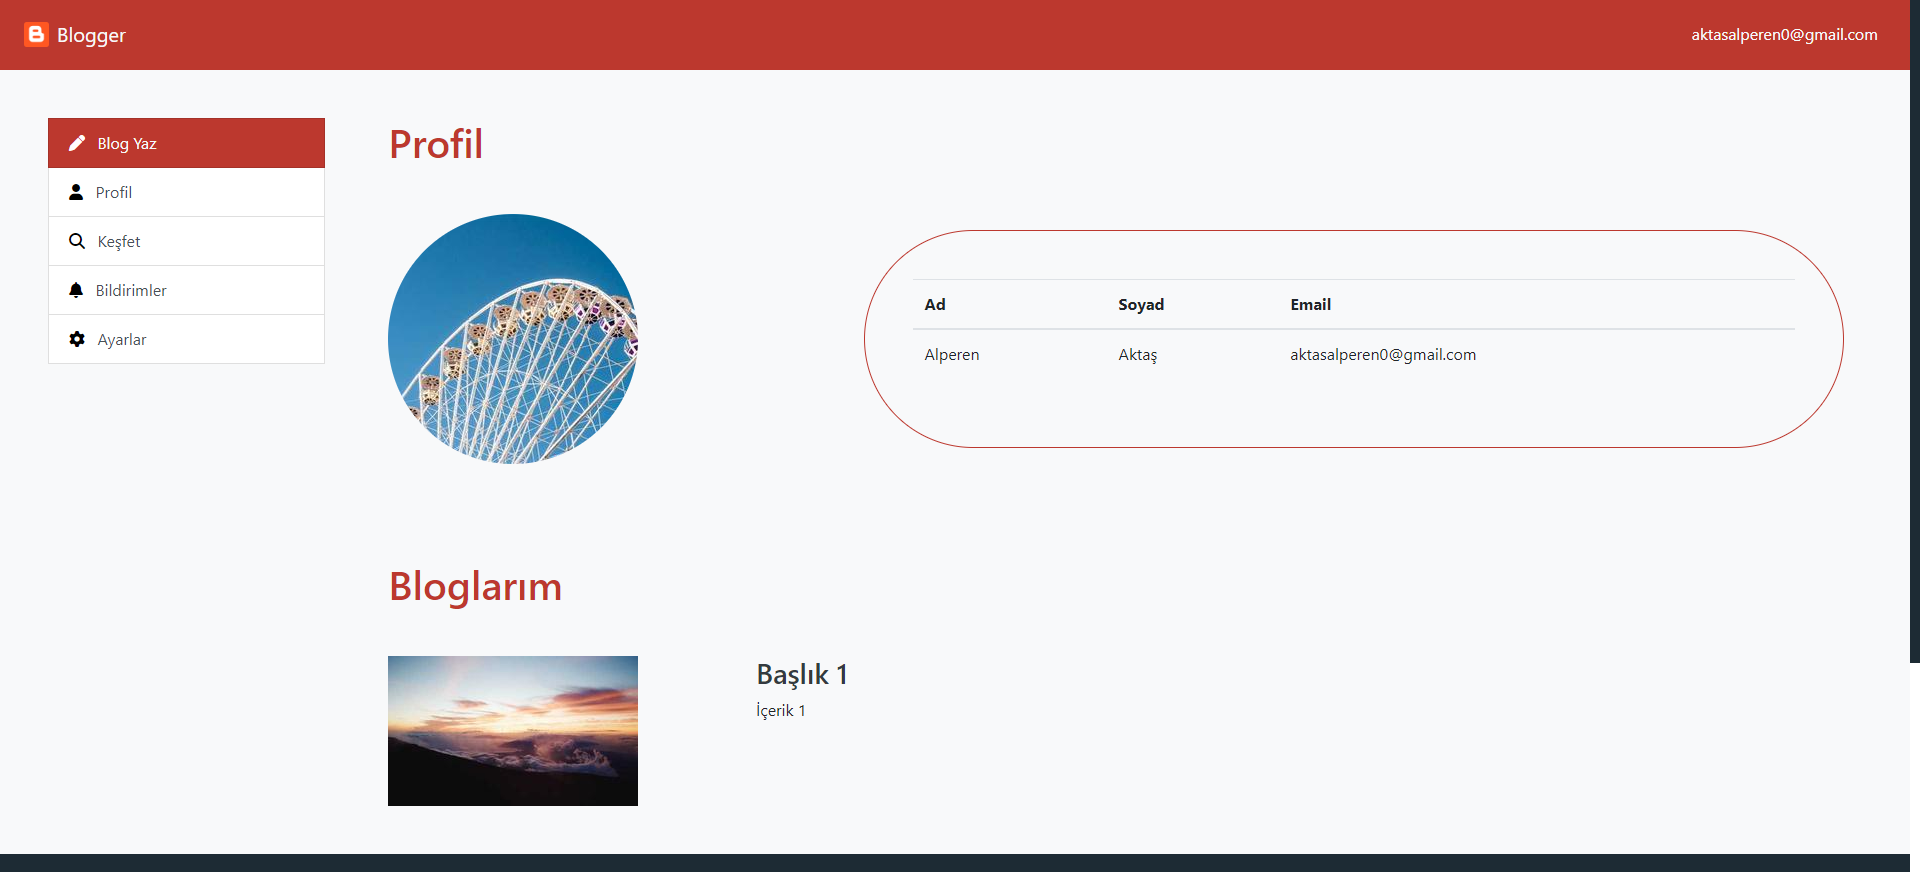 Blogger
aktasalperen0@gmail.com
Blog Yaz
Profil
Keşfet
Bildirimler
Ayarlar
Profil
Ad Soyad Email
Alperen Aktaş aktasalperen0@gmail.com
Bloglarım
Başlık 1
İçerik 1